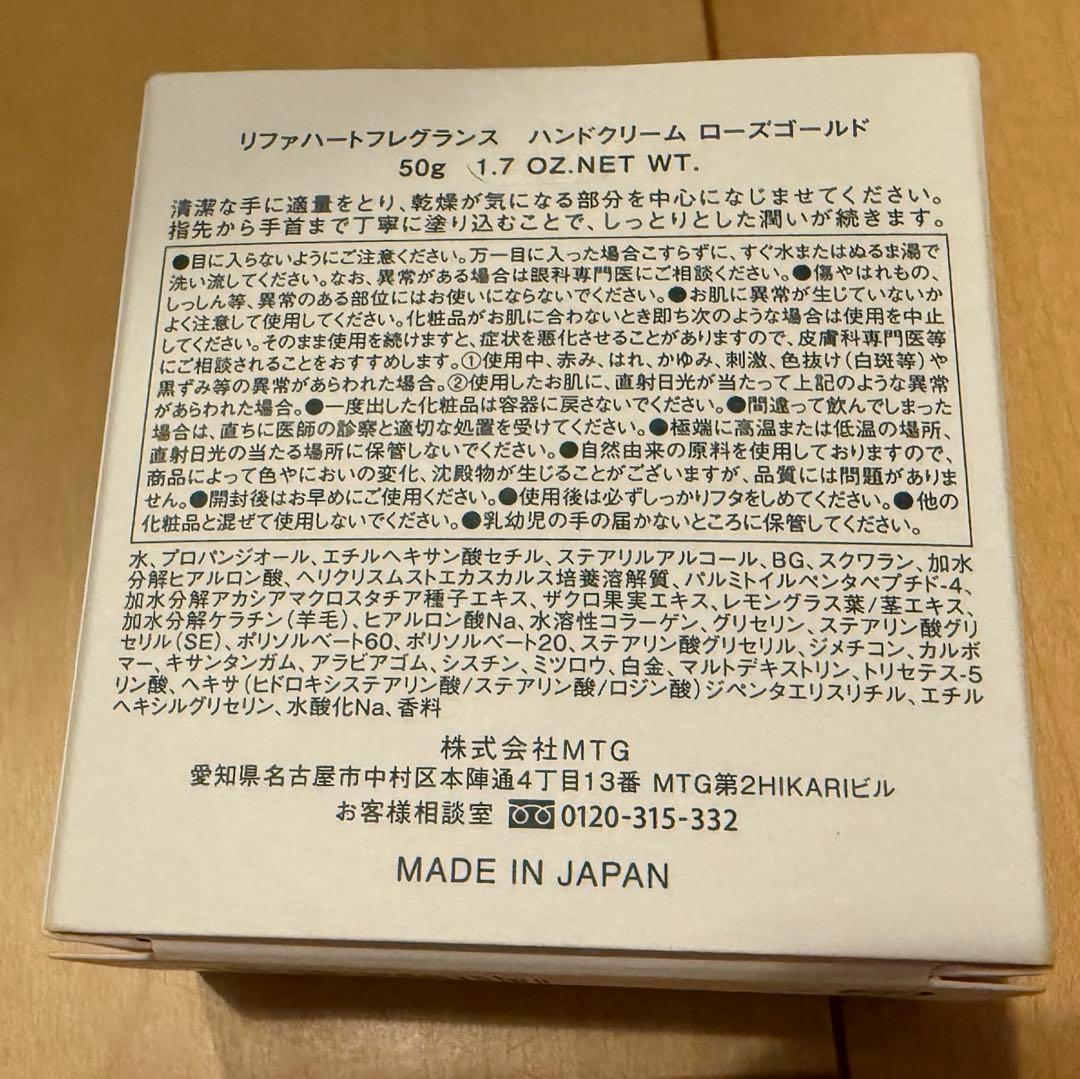 リファハートフレグランス ハンドクリーム ローズゴールド
50g 1.7 OZ.NET WT.
清潔な手に適量をとり、乾燥が気になる部分を中心になじませてください。
指先から手首まで丁寧に塗り込むことで、しっとりとした潤いが続きます。
●目に入らないようにご注意ください。万一目に入った場合こすらずに、すぐ水またはぬるま湯で
洗い流してください。なお、異常がある場合は眼科専門医にご相談ください。●傷やはれもの、
しっしん等、異常のある部位にはお使いにならないでください。●お肌に異常が生じていないか
よく注意して使用してください。化粧品がお肌に合わないとき即ち次のような場合は使用を中止
してください。そのまま使用を続けますと、症状を悪化させることがありますので、皮膚科専門医等
にご相談されることをおすすめします。①使用中、赤み、はれ、かゆみ、刺激、色抜け(白斑等)や
黒ずみ等の異常があらわれた場合。②使用したお肌に、直射日光が当たって上記のような異常
があらわれた場合。●一度出した化粧品は容器に戻さないでください。●間違って飲んでしまった
場合は、直ちに医師の診察と適切な処置を受けてください。●極端に高温または低温の場所、
直射日光の当たる場所に保管しないでください。●自然由来の原料を使用しておりますので、
商品によって色やにおいの変化、沈殿物が生じることがございますが、品質には問題がありま
せん。●開封後はお早めにご使用ください。●使用後は必ずしっかりフタをしめてください。●他の
化粧品と混ぜて使用しないでください。●乳幼児の手の届かないところに保管してください。
水、プロパンジオール、エチルヘキサン酸セチル、ステアリルアルコール、BG、スクワラン、加水
分解ヒアルロン酸、ヘリクリスムストエカスカルス培養溶解質、パルミトイルペンタペプチド-4、
加水分解アカシアマクロスタチア種子エキス、ザクロ果実エキス、レモングラス葉/茎エキス、
加水分解ケラチン(羊毛)、ヒアルロン酸Na、水溶性コラーゲン、グリセリン、ステアリン酸グリ
セリル(SE)、ポリソルベート60、ポリソルベート20、ステアリン酸グリセリル、ジメチコン、カルボ
マー、キサンタンガム、アラビアゴム、シスチン、ミツロウ、白金、マルトデキストリン、トリセテス-5
リン酸、ヘキサ(ヒドロキシステアリン酸/ステアリン酸/ロジン酸)ジペンタエリスリチル、エチル
ヘキシルグリセリン、水酸化Na、香料
株式会社MTG
愛知県名古屋市中村区本陣通4丁目13番 MTG第2HIKARIビル
お客様相談室 0120-315-332
MADE IN JAPAN